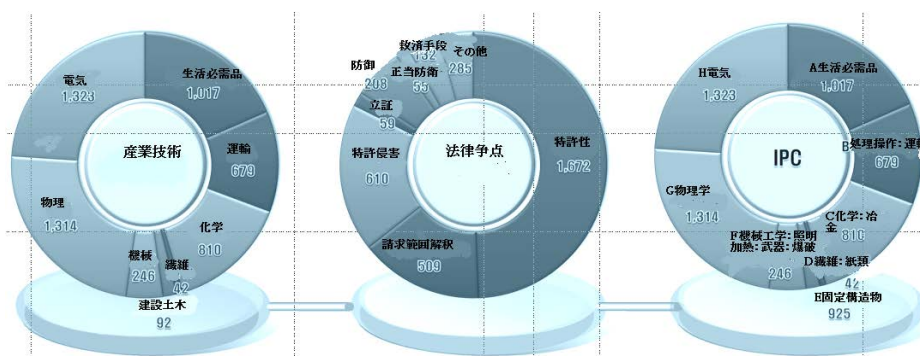 電気
1,323
生活必需品
1,017
運輸
679
化学
810
繊維
42
建設土木
92
機械
246
物理
1,314
産業技術
救済手段
132
その他
285
防御
208
正当防衛
55
立証
59
特許侵害
610
請求範囲解釈
509
特許性
1,672
法律争点
H電気
1,323
A生活必需品
1,017
B処理操作：運輸
679
C化学：冶
金
810
D繊維：紙類
42
E固定構造物
925
F機械工学：照明
加熱：武器：爆破
246
G物理学
1,314
IPC